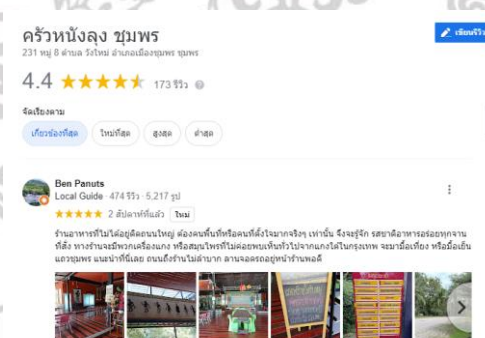 ครัวหนังลุง ชุมพร
เขียนรีวิว
231 หมู่ 8 ตำบล วังใหม่ อำเภอเมืองชุมพร ชุมพร
4.4 173 รีวิว
จัดเรียงตาม
เกี่ยวข้องที่สุด ใหม่ที่สุด สูงสุด ต่ำสุด
Ben Panuts
Local Guide · 474 รีวิว · 5,217 รูป
2 สัปดาห์ที่แล้ว ใหม่
ร้านอาหารที่ไม่ได้อยู่ติดถนนใหญ่ ต้องคนพื้นที่หรือคนที่ตั้งใจมาจริงๆ เท่านั้น จึงจะรู้จัก รสชาติอาหารอร่อยทุกจาน
ที่สั่ง ทางร้านจะมีพวกเครื่องแกง หรือสมุนไพรที่ไม่ค่อยพบเห็นทั่วไปจากแกงใต้ในกรุงเทพ จะมามื้อเที่ยง หรือมื้อเย็น
แถวชุมพร แนะนำที่นี่เลย ถนนถึงร้านไม่ลำบาก ลานจอดรถอยู่หน้าร้านพอดี